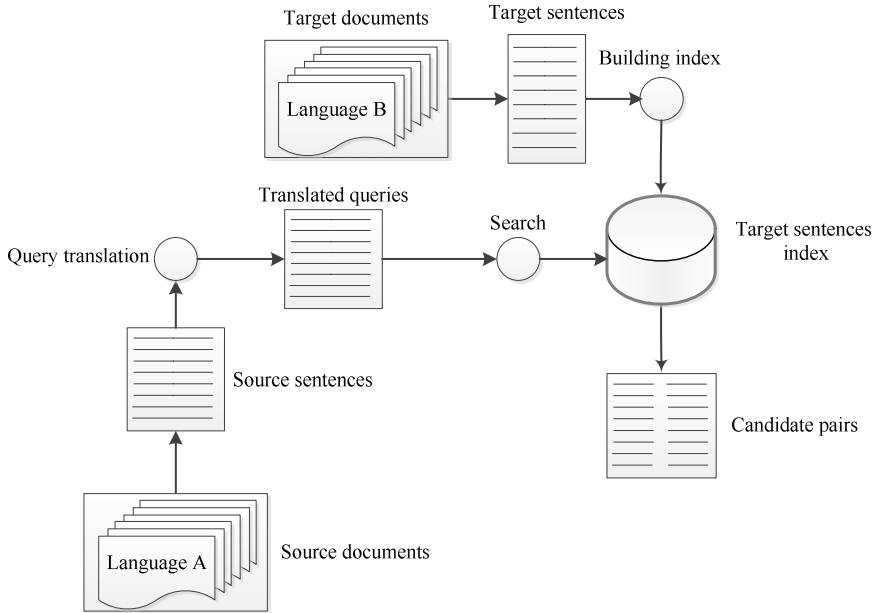 Target documents
Target sentences
Building index
Language B
Translated queries
Search
Query translation
Target sentences
index
Source sentences
Candidate pairs
Language A
Source documents